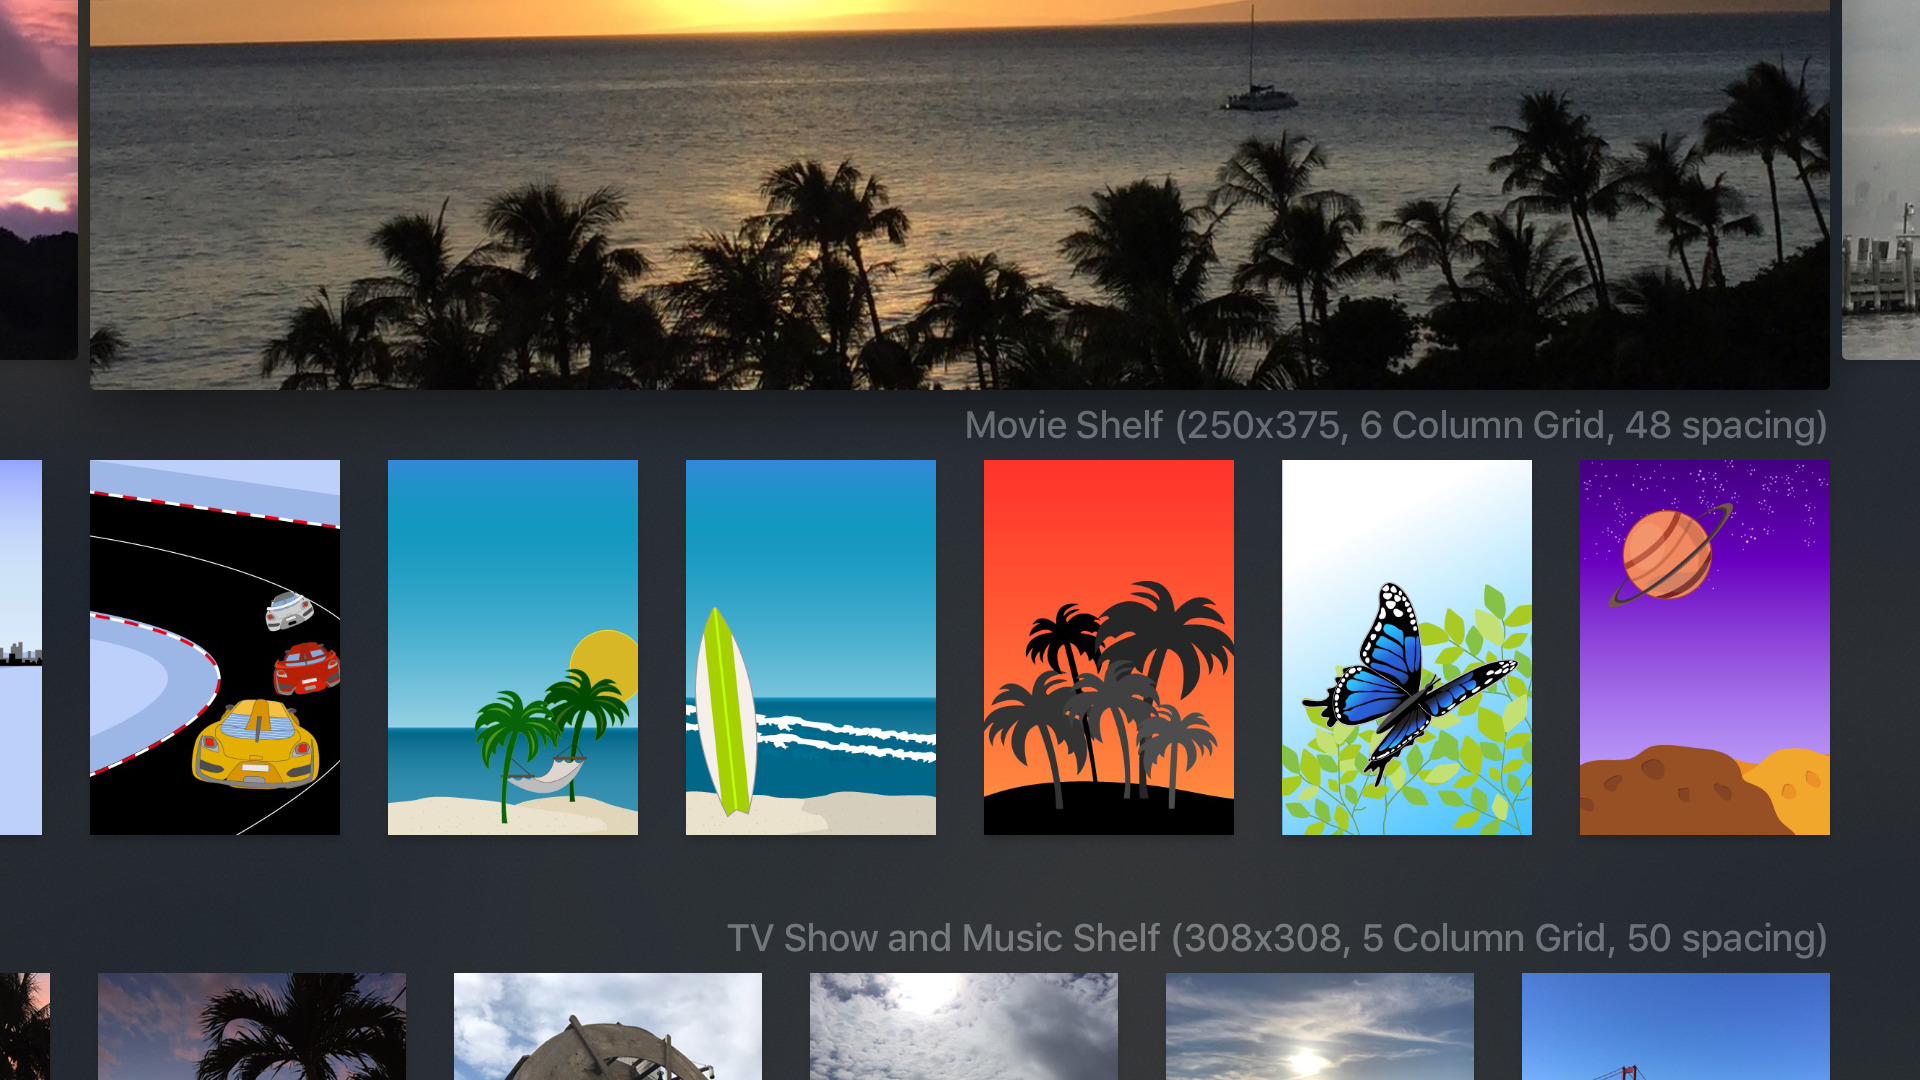 Movie Shelf (250x375, 6 Column Grid, 48 spacing)
TV Show and Music Shelf (308x308, 5 Column Grid, 50 spacing)